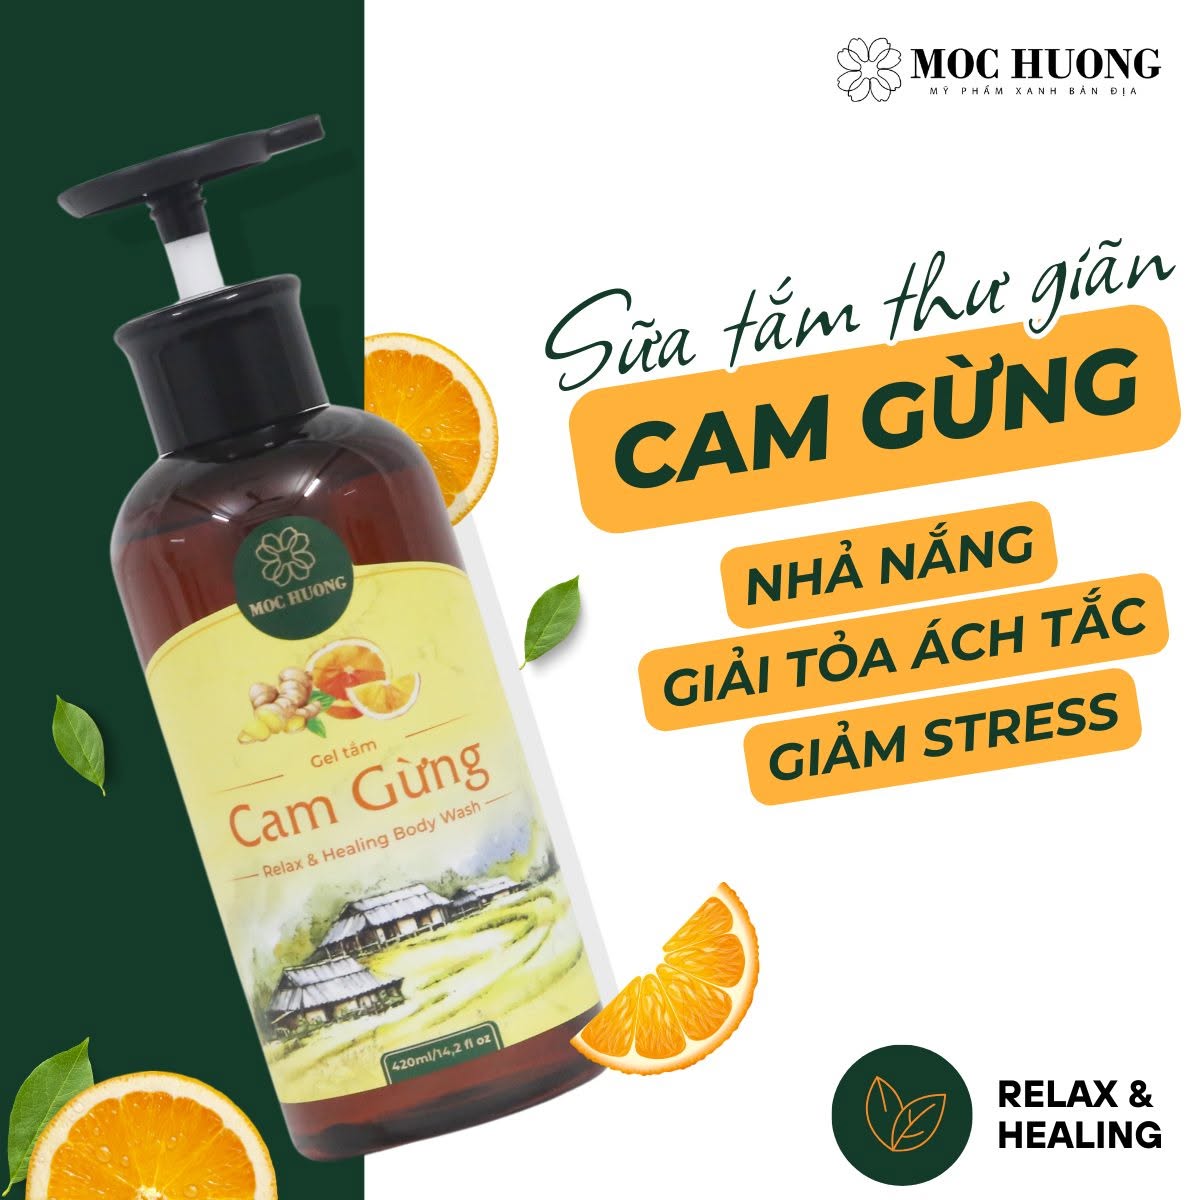 MOC HUONG
MỸ PHẨM XANH BẢN ĐỊA
Sữa tắm thư giãn
CAM GỪNG
NHẢ NẮNG
GIẢI TỎA ÁCH TẮC
GIẢM STRESS
MOC HUONG
Gel tắm
Cam Gừng
Relax & Healing Body Wash
420ml/14,2 fl oz
RELAX &
HEALING